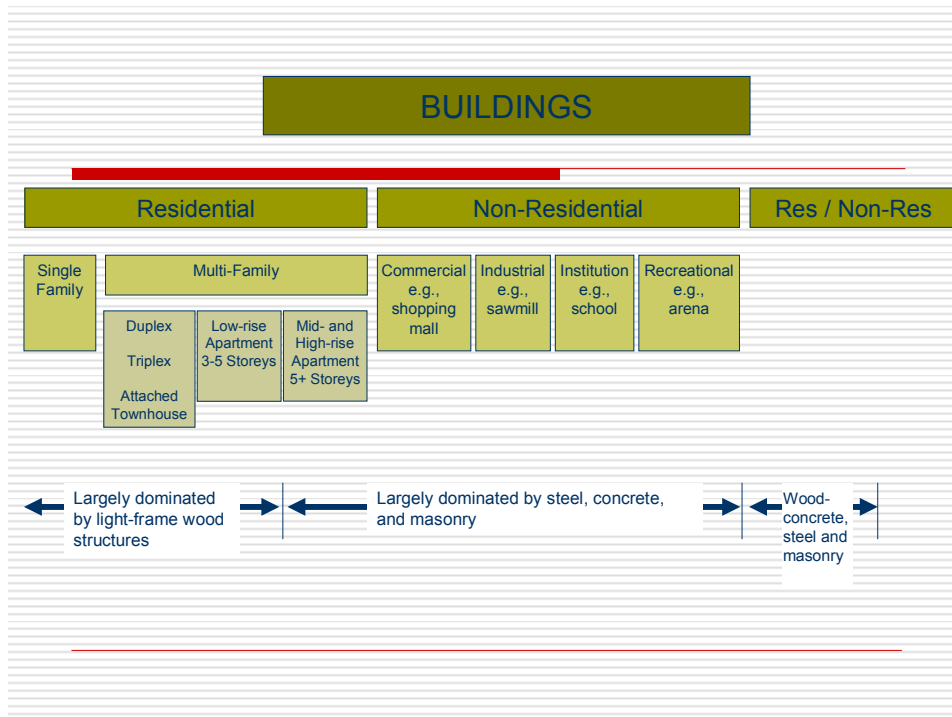 BUILDINGS
Residential
Non-Residential
Res / Non-Res
Single
Family
Multi-Family
Commercial
e.g.,
shopping
mall
Industrial
e.g.,
sawmill
Institution
e.g.,
school
Recreational
e.g.,
arena
Duplex
Triplex
Attached
Townhouse
Low-rise
Apartment
3-5 Storeys
Mid- and
High-rise
Apartment
5+ Storeys
Largely dominated
by light-frame wood
structures
Largely dominated by steel, concrete,
and masonry
Wood-
concrete,
steel and
masonry